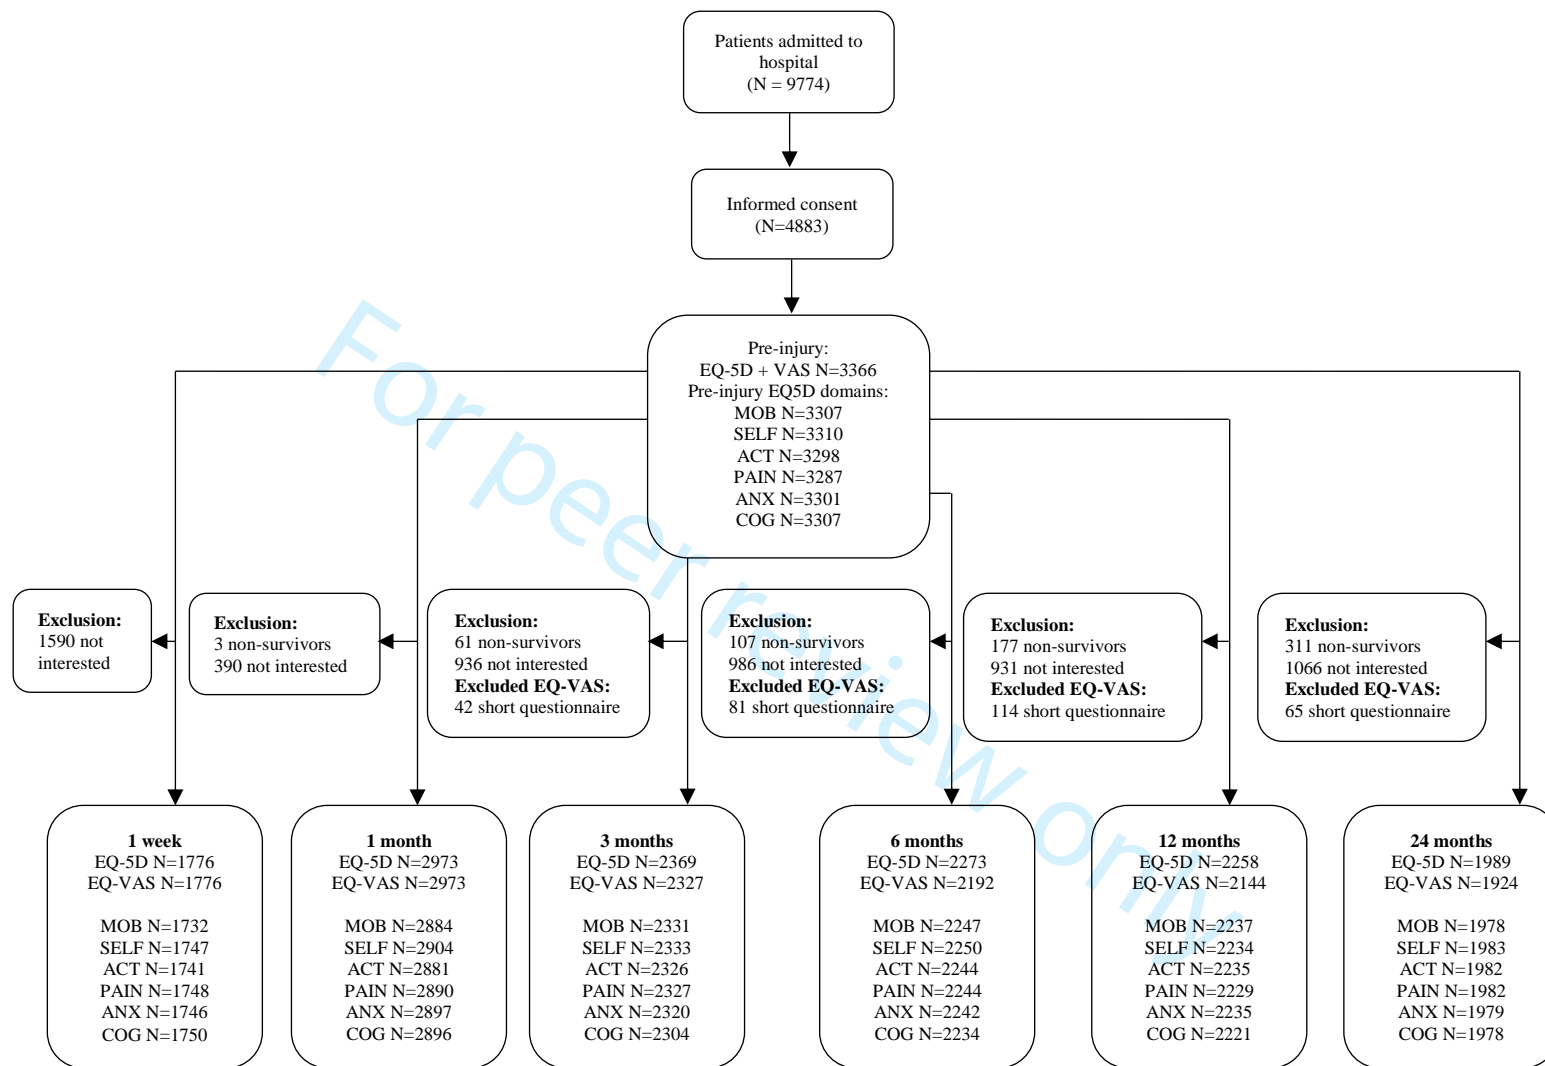 Patients admitted to
hospital
(N = 9774)
Informed consent
(N=4883)
Pre-injury:
EQ-5D + VAS N=3366
Pre-injury EQ5D domains:
MOB N=3307
SELF N=3310
ACT N=3298
PAIN N=3287
ANX N=3301
COG N=3307
Exclusion:
1590 not
interested
Exclusion:
3 non-survivors
390 not interested
Exclusion:
61 non-survivors
936 not interested
Excluded EQ-VAS:
42 short questionnaire
Exclusion:
107 non-survivors
986 not interested
Excluded EQ-VAS:
81 short questionnaire
Exclusion:
177 non-survivors
931 not interested
Excluded EQ-VAS:
114 short questionnaire
Exclusion:
311 non-survivors
1066 not interested
Excluded EQ-VAS:
65 short questionnaire
1 week
EQ-5D N=1776
EQ-VAS N=1776
MOB N=1732
SELF N=1747
ACT N=1741
PAIN N=1748
ANX N=1746
COG N=1750
1 month
EQ-5D N=2973
EQ-VAS N=2973
MOB N=2884
SELF N=2904
ACT N=2881
PAIN N=2890
ANX N=2897
COG N=2896
3 months
EQ-5D N=2369
EQ-VAS N=2327
MOB N=2331
SELF N=2333
ACT N=2326
PAIN N=2327
ANX N=2320
COG N=2304
6 months
EQ-5D N=2273
EQ-VAS N=2192
MOB N=2247
SELF N=2250
ACT N=2244
PAIN N=2244
ANX N=2242
COG N=2234
12 months
EQ-5D N=2258
EQ-VAS N=2144
MOB N=2237
SELF N=2234
ACT N=2235
PAIN N=2229
ANX N=2235
COG N=2221
24 months
EQ-5D N=1989
EQ-VAS N=1924
MOB N=1978
SELF N=1983
ACT N=1982
PAIN N=1982
ANX N=1979
COG N=1978
For peer review only